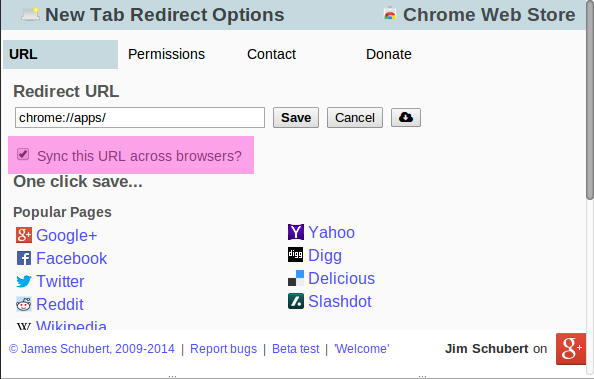 New Tab Redirect Options Chrome Web Store
URL Permissions Contact Donate
Redirect URL
chrome://apps/ Save Cancel
Sync this URL across browsers?
One click save...
Popular Pages
Google+
Facebook
Twitter
Reddit
Wikipedia
Yahoo
Digg
Delicious
Slashdot
© James Schubert, 2009-2014 | Report bugs | Beta test | 'Welcome' Jim Schubert on